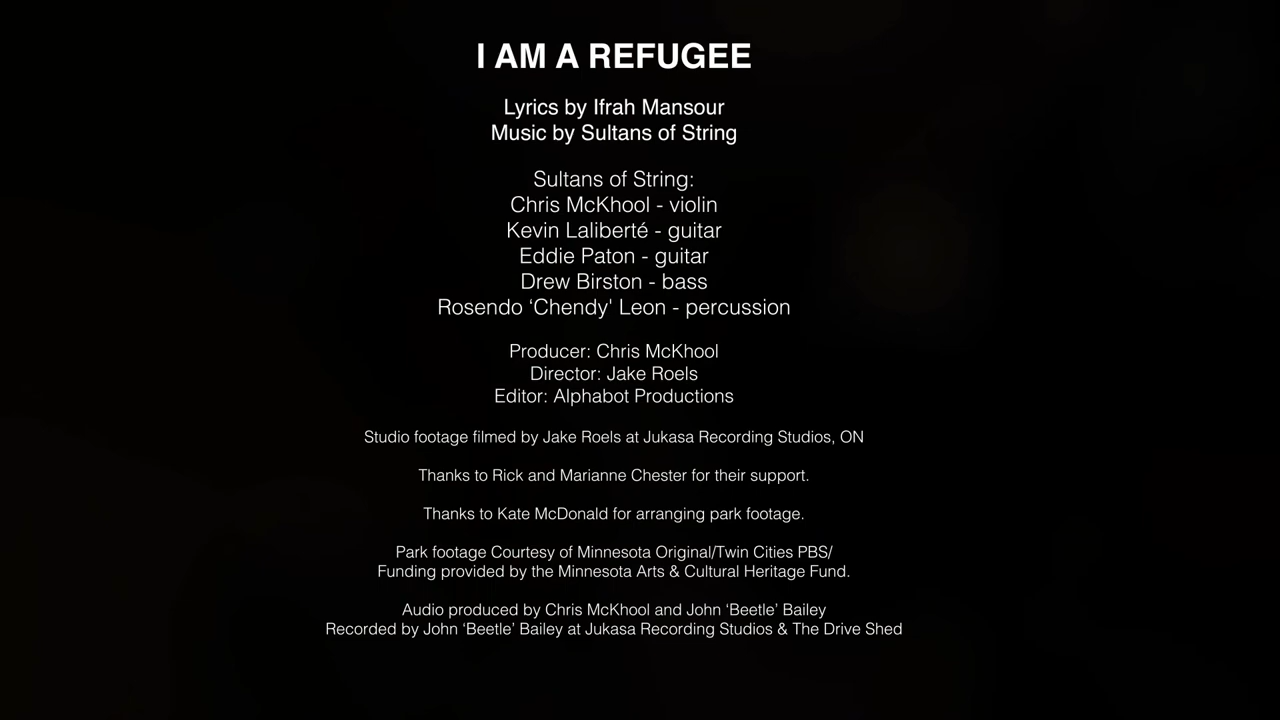 I AM A REFUGEE
Lyrics by Ifrah Mansour
Music by Sultans of String
Sultans of String:
Chris McKhool - violin
Kevin Laliberté - guitar
Eddie Paton - guitar
Drew Birston - bass
Rosendo ‘Chendy' Leon - percussion
Producer: Chris McKhool
Director: Jake Roels
Editor: Alphabot Productions
Studio footage filmed by Jake Roels at Jukasa Recording Studios, ON
Thanks to Rick and Marianne Chester for their support.
Thanks to Kate McDonald for arranging park footage.
Park footage Courtesy of Minnesota Original/Twin Cities PBS/
Funding provided by the Minnesota Arts & Cultural Heritage Fund.
Audio produced by Chris McKhool and John ‘Beetle’ Bailey
Recorded by John ‘Beetle’ Bailey at Jukasa Recording Studios & The Drive Shed